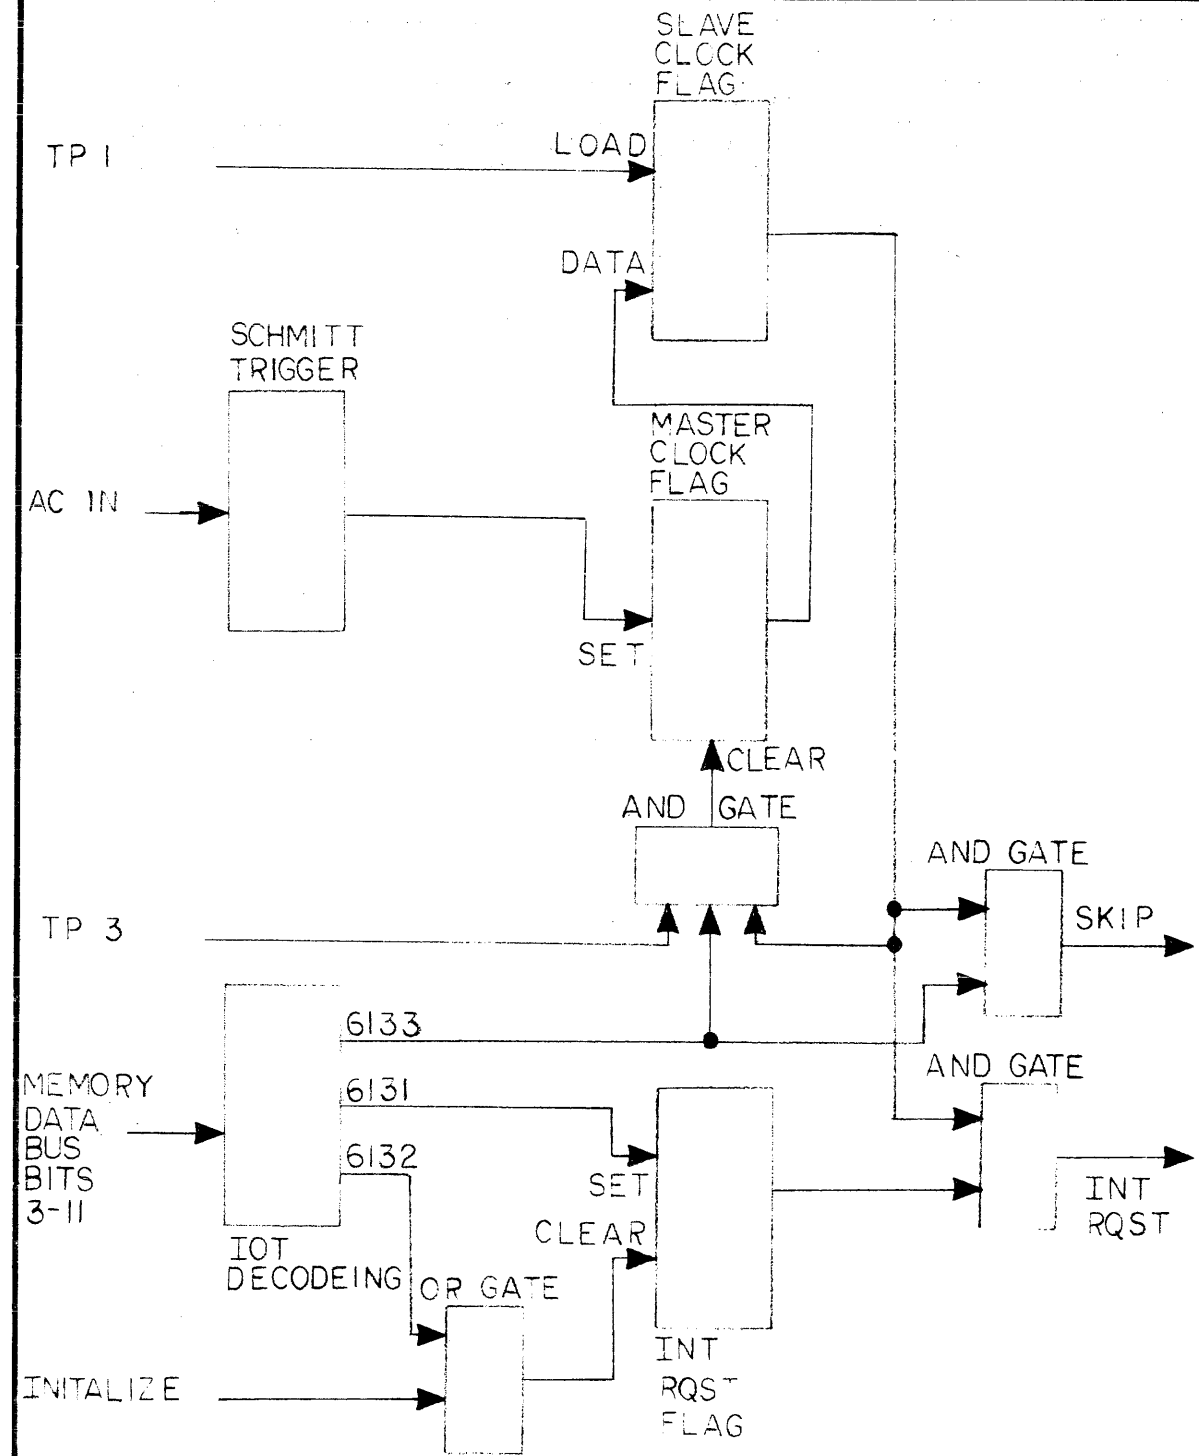 SLAVE
CLOCK
FLAG
TP 1
LOAD
DATA
SCHMITT
TRIGGER
MASTER
CLOCK
FLAG
AC IN
SET
CLEAR
AND GATE
AND GATE
TP 3
SKIP
6133
AND GATE
MEMORY
DATA
BUS
BITS
3-11
6131
6132
SET
INT
RQST
CLEAR
IOT
DECODEING
OR GATE
INITALIZE
INT
RQST
FLAG